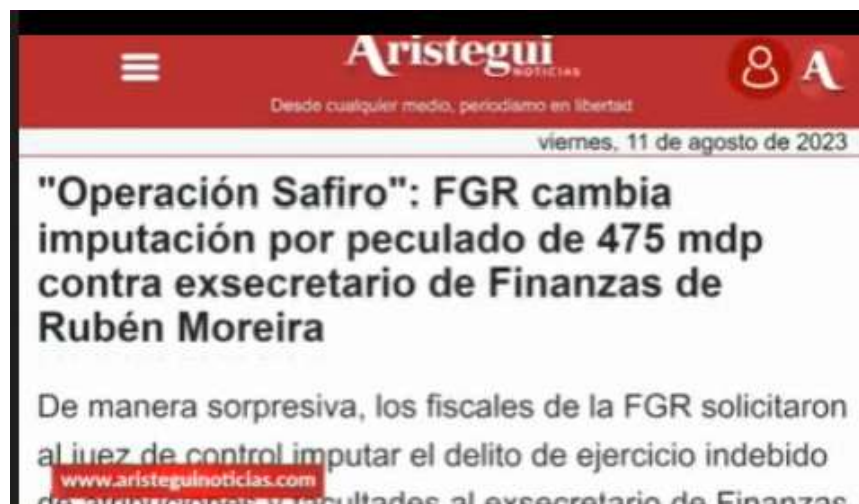 Aristegui
NOTICIAS
A
Desde cualquier medio, periodismo en libertad
viernes, 11 de agosto de 2023
"Operación Safiro": FGR cambia
imputación por peculado de 475 mdp
contra exsecretario de Finanzas de
Rubén Moreira
De manera sorpresiva, los fiscales de la FGR solicitaron
al juez de control imputar el delito de ejercicio indebido
www.aristeguinoticias.com
de atribuciones y facultades al exsecretario de Finanzas